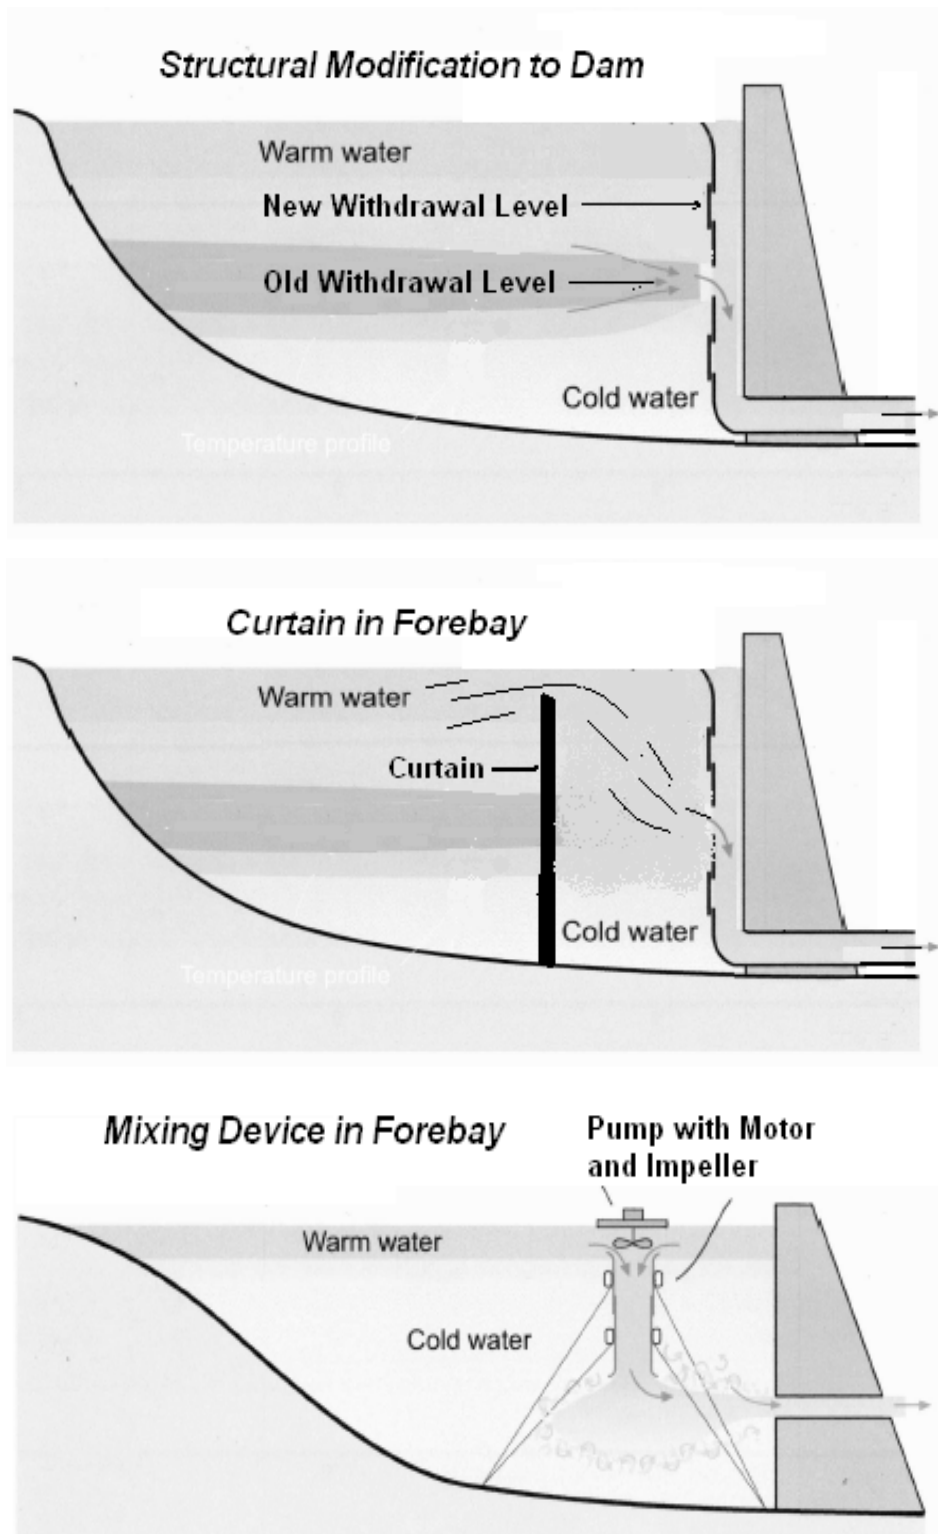 Structural Modification to Dam
Warm water
New Withdrawal Level
Old Withdrawal Level
Cold water
Temperature profile
Curtain in Forebay
Warm water
Curtain
Cold water
Temperature profile
Mixing Device in Forebay
Pump with Motor
and Impeller
Warm water
Cold water